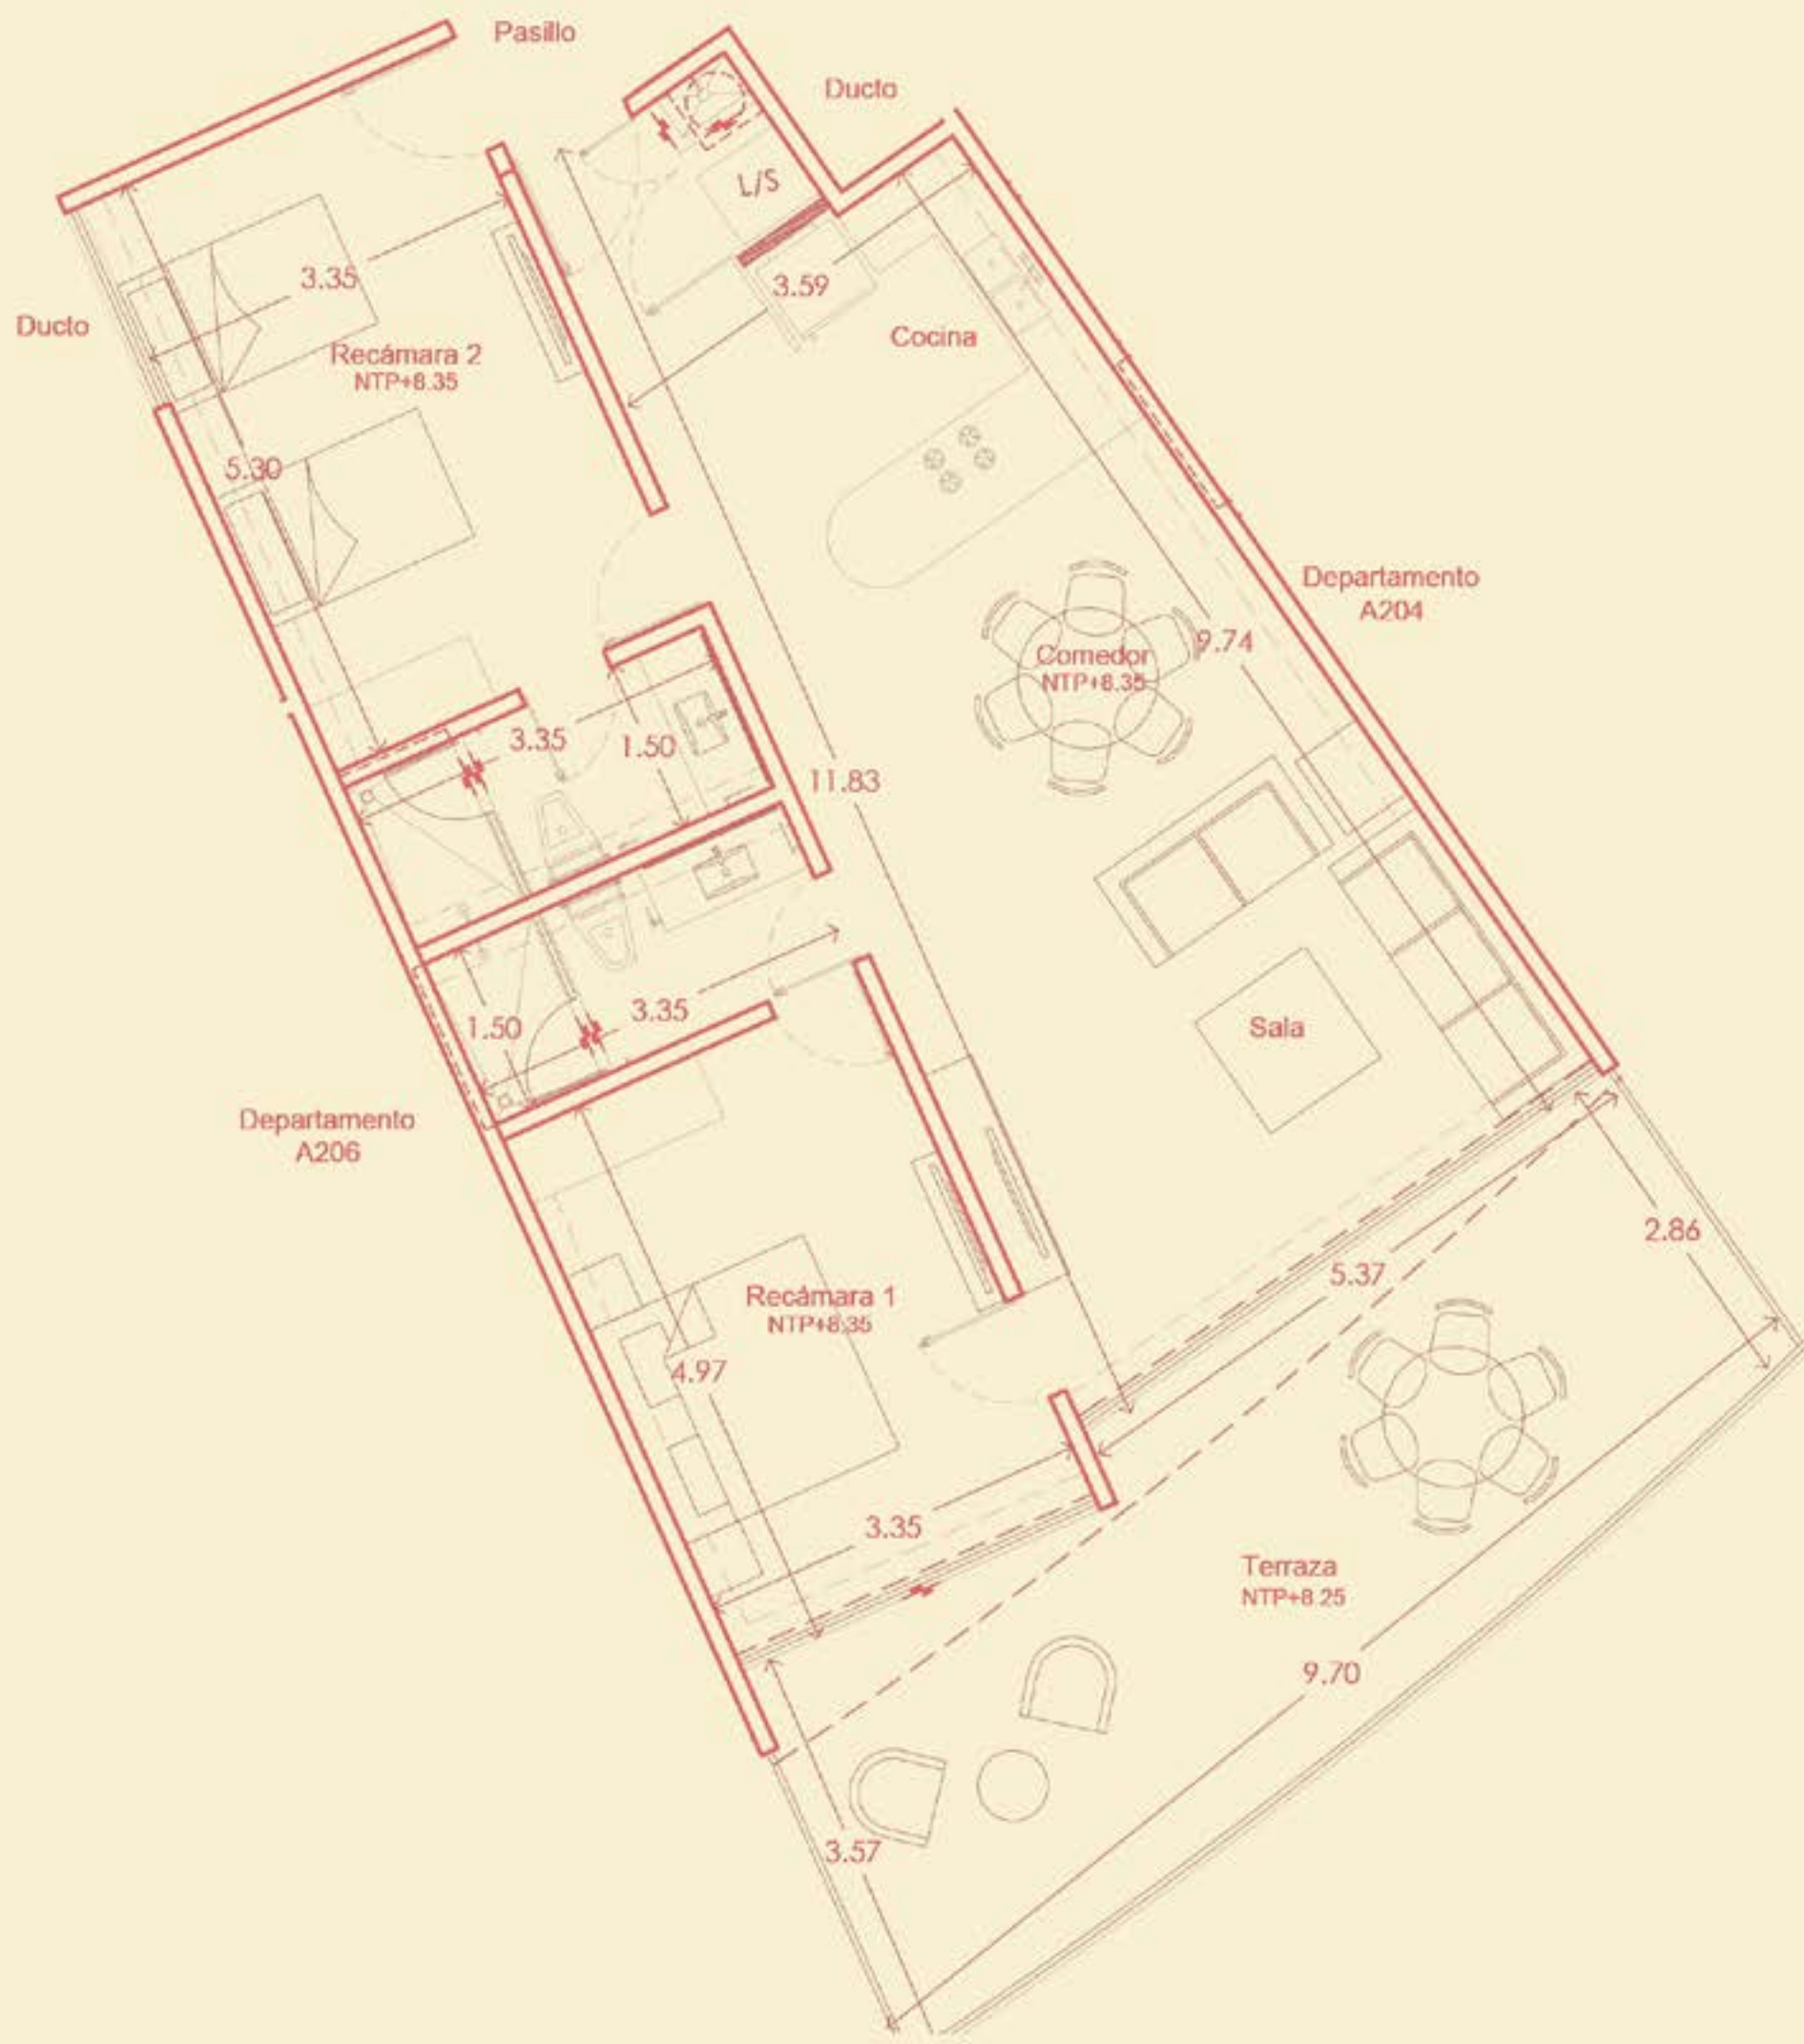 Pasillo
Ducto
L/S
3.35
3.59
Ducto
Cocina
Recámara 2
NTP+8.35
5.30
Departamento
A204
Comedor
NTP+8.35
9.74
3.35
1.50
11.83
1.50
3.35
Sala
Departamento
A206
2.86
5.37
Recámara 1
NTP+8.35
4.97
3.35
Terraza
NTP+8.25
9.70
3.57